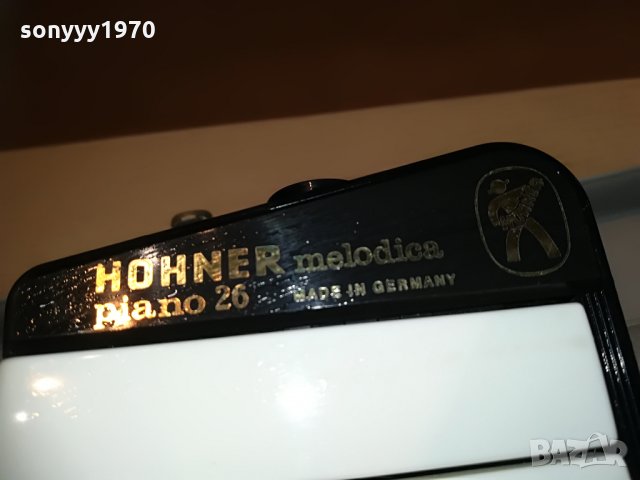 sonyyy1970
HOHNER melodica
piano 26 MADE IN GERMANY
BAZAR